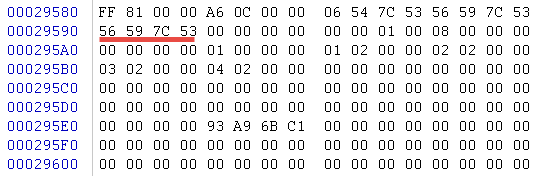 00029580 FF 81 00 00 A6 0C 00 00 06 54 7C 53 56 59 7C 53
00029590 56 59 7C 53 00 00 00 00 00 00 01 00 08 00 00 00
000295A0 00 00 00 00 01 00 00 00 01 02 00 00 02 02 00 00
000295B0 03 02 00 00 04 02 00 00 00 00 00 00 00 00 00 00
000295C0 00 00 00 00 00 00 00 00 00 00 00 00 00 00 00 00
000295D0 00 00 00 00 00 00 00 00 00 00 00 00 00 00 00 00
000295E0 00 00 00 00 93 A9 6B C1 00 00 00 00 00 00 00 00
000295F0 00 00 00 00 00 00 00 00 00 00 00 00 00 00 00 00
00029600 00 00 00 00 00 00 00 00 00 00 00 00 00 00 00 00